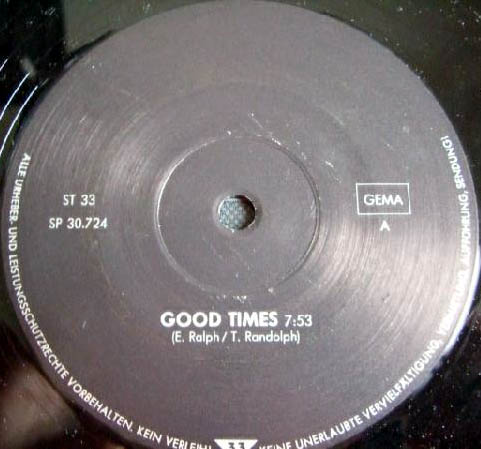 ST 33
SP 30.724
GEMA
A
GOOD TIMES 7:53
(E. Ralph / T. Randolph)
ALLE URHEBER- UND LEISTUNGSSCHUTZRECHTE VORBEHALTEN. KEIN VERLEIH! KEINE UNERLAUBTE VERVIELFÄLTIGUNG, VERMIETUNG, AUFFÜHRUNG, SENDUNG!
33